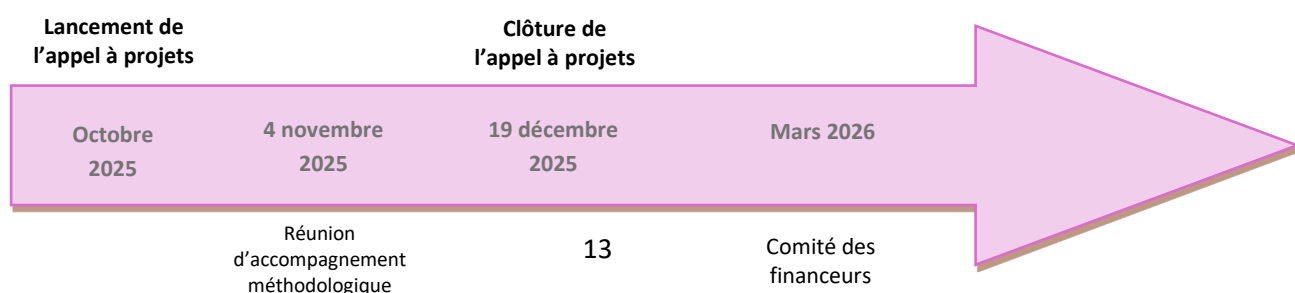 Lancement de
l’appel à projets
Clôture de
l’appel à projets
Octobre
2025
4 novembre
2025
19 décembre
2025
Mars 2026
Réunion
d’accompagnement
méthodologique
13
Comité des
financeurs